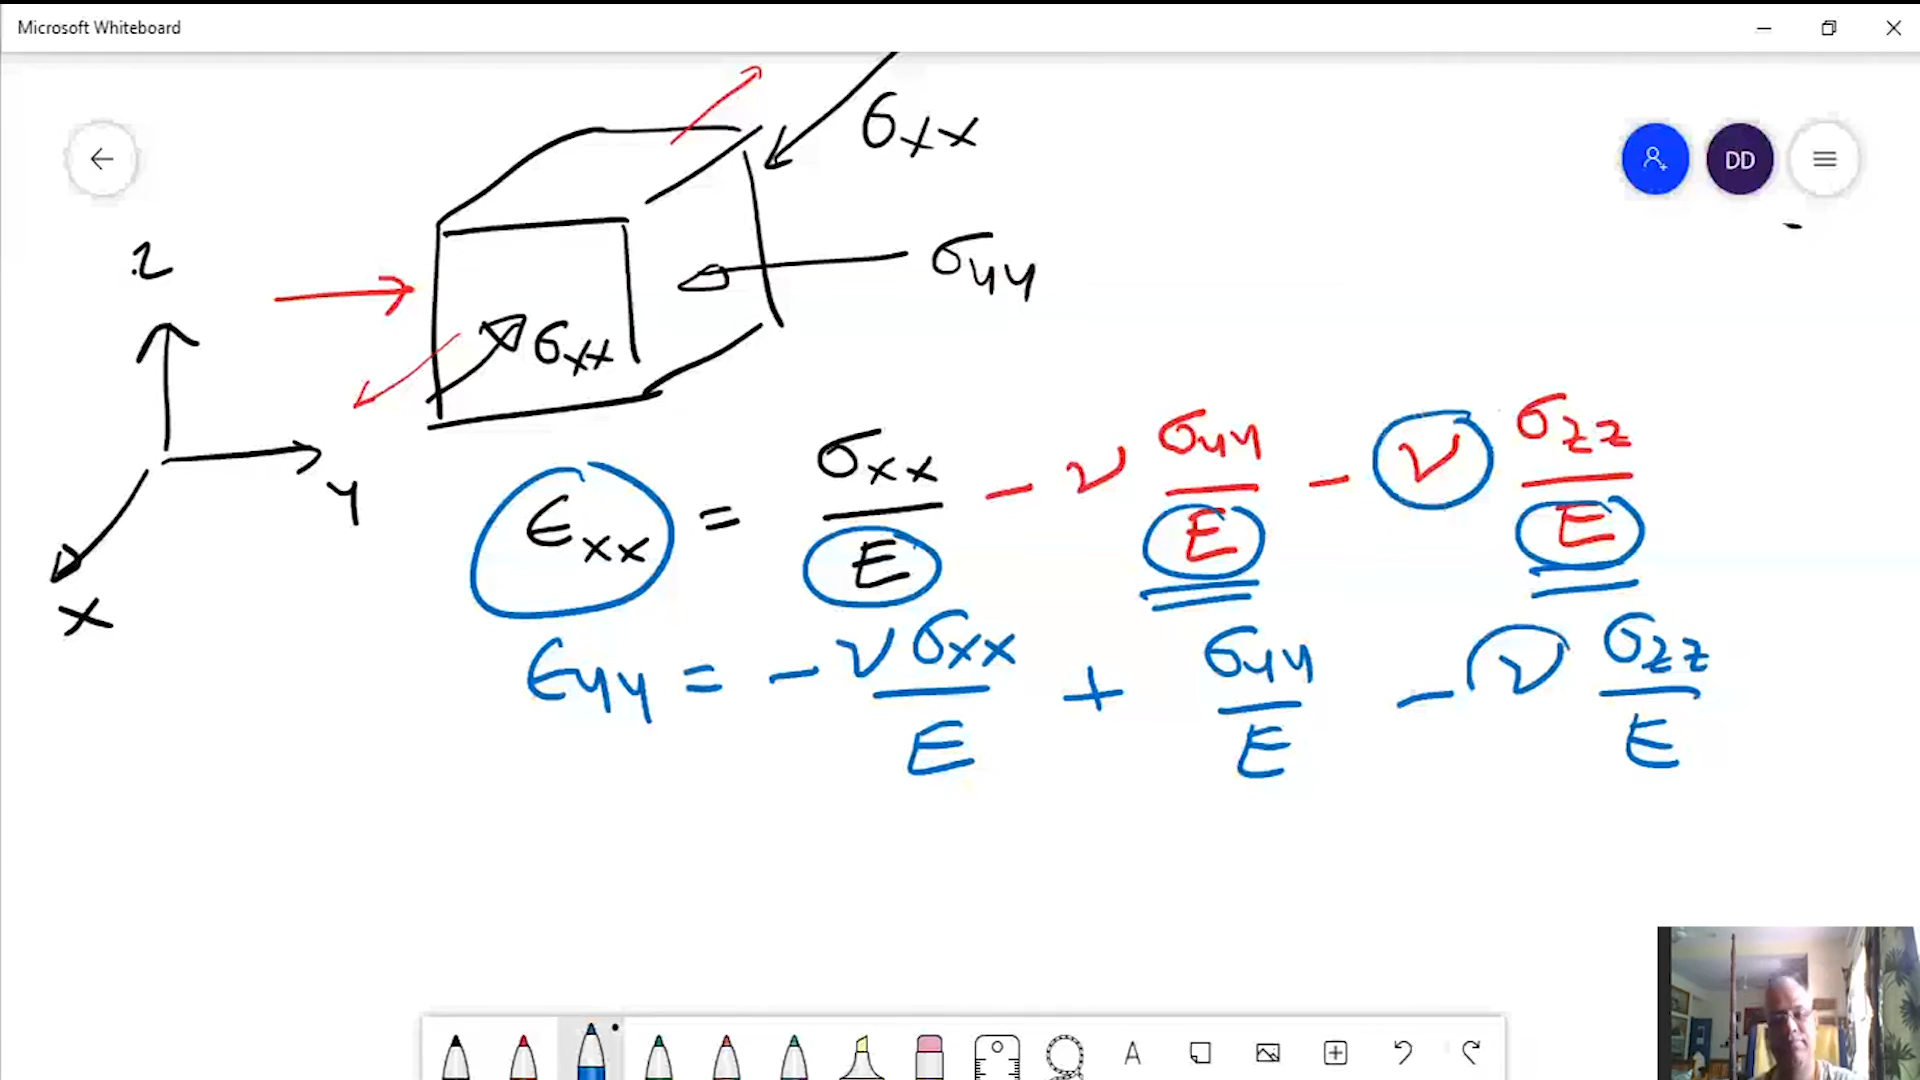 Microsoft Whiteboard
σxx
DD
z
σyy
σxx
y
x
ϵxx = σxx/E - ν σyy/E - ν σzz/E
ϵyy = - ν σxx/E + σyy/E - ν σzz/E
A